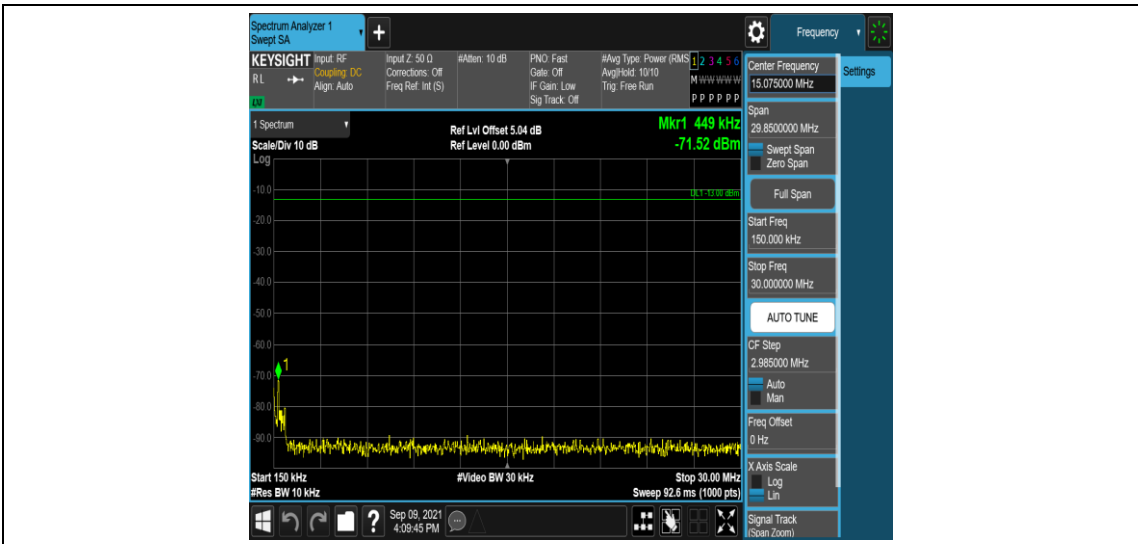 Spectrum Analyzer 1
Swept SA
Frequency
KEYSIGHT
RL
LXI
Input: RF
Coupling: DC
Align: Auto
Input Z: 50 Ω
Corrections: Off
Freq Ref: Int (S)
#Atten: 10 dB
PNO: Fast
Gate: Off
IF Gain: Low
Sig Track: Off
#Avg Type: Power (RMS
Avg|Hold: 10/10
Trig: Free Run
1 2 3 4 5 6
M W W W W W
P P P P P P
1 Spectrum
Scale/Div 10 dB
Ref Lvl Offset 5.04 dB
Ref Level 0.00 dBm
Mkr1 449 kHz
-71.52 dBm
Log
DL1 -13.00 dBm
-10.0
-20.0
-30.0
-40.0
-50.0
-60.0
1
-70.0
-80.0
-90.0
Start 150 kHz
#Res BW 10 kHz
#Video BW 30 kHz
Stop 30.00 MHz
Sweep 92.6 ms (1000 pts)
Center Frequency
15.075000 MHz
Settings
Span
29.8500000 MHz
Swept Span
Zero Span
Full Span
Start Freq
150.000 kHz
Stop Freq
30.000000 MHz
AUTO TUNE
CF Step
2.985000 MHz
Auto
Man
Freq Offset
0 Hz
X Axis Scale
Log
Lin
Signal Track
(Span Zoom)
?
Sep 09, 2021
4:09:45 PM